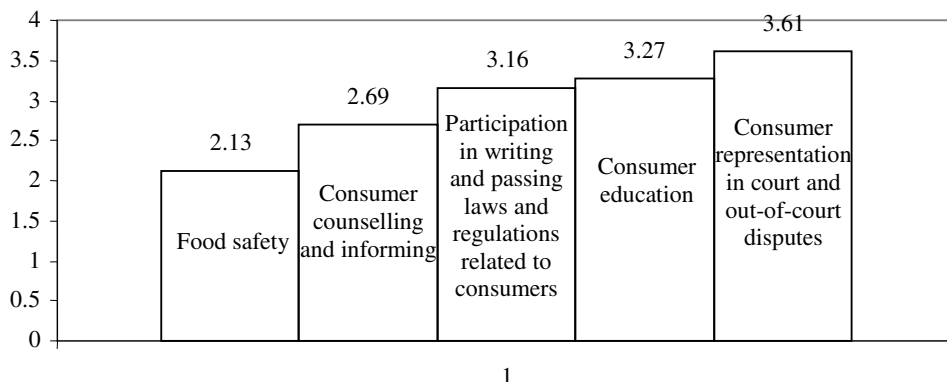 4
3.5
3
2.5
2
1.5
1
0.5
0
2.13
Food safety
2.69
Consumer
counselling
and informing
3.16
Participation
in writing
and passing
laws and
regulations
related to
consumers
3.27
Consumer
education
3.61
Consumer
representation
in court and
out-of-court
disputes
1